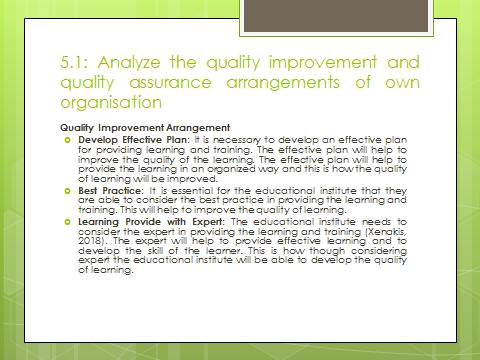 5.1: Analyze the quality improvement and
quality assurance arrangements of own
organisation
Quality Improvement Arrangement
Develop Effective Plan: It is necessary to develop an effective plan
for providing learning and training. The effective plan will help to
improve the quality of the learning. The effective plan will help to
provide the learning in an organized way and this is how the quality
of learning will be improved.
Best Practice: It is essential for the educational institute that they
are able to consider the best practice in providing the learning and
training. This will help to improve the quality of learning.
Learning Provide with Expert: The educational institute needs to
consider the expert in providing the learning and training (Xenakis,
2018). The expert will help to provide effective learning and to
develop the skill of the learner. This is how though considering
expert the educational institute will be able to develop the quality
of learning.